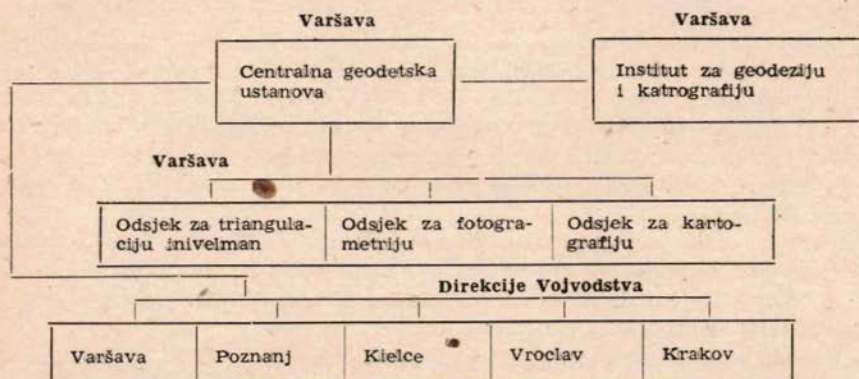 Varšava Varšava
Centralna geodetska
ustanova
Institut za geodeziju
i katrografiju
Varšava
Odsjek za triangula-
ciju inivelman
Odsjek za fotogra-
metriju
Odsjek za karto-
grafiju
Direkcije Vojvodstva
Varšava Poznanj Kielce Vroclav Krakov